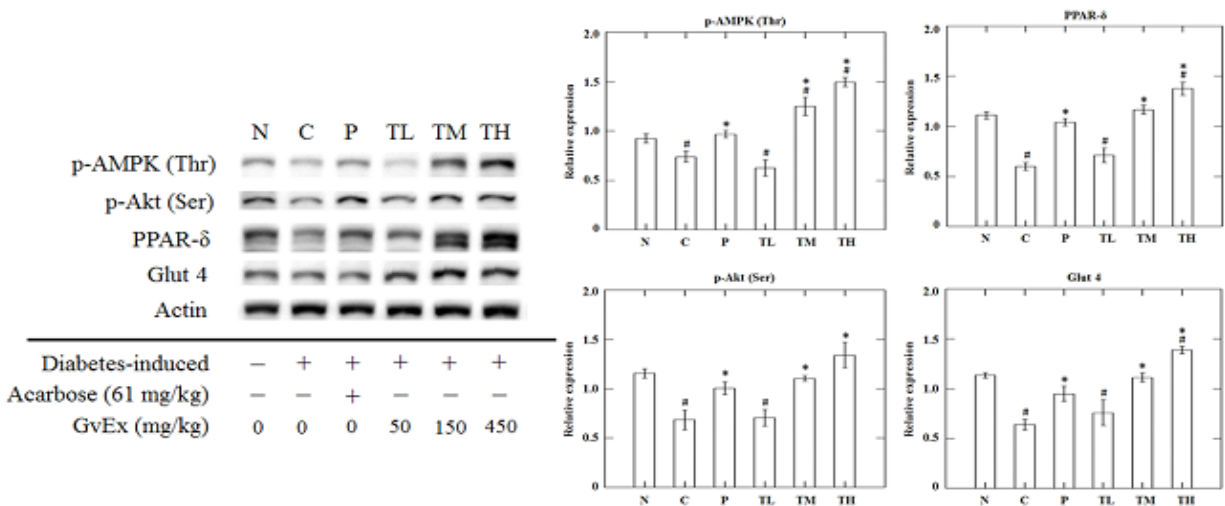 N C P TL TM TH
p-AMPK (Thr)
p-Akt (Ser)
PPAR-δ
Glut 4
Actin
Diabetes-induced − + + + + +
Acarbose (61 mg/kg) − − + − − −
GvEx (mg/kg) 0 0 0 50 150 450
p-AMPK (Thr)
Relative expression
2.0
1.5
1.0
0.5
0
# * # * # * #
N C P TL TM TH
PPAR-δ
Relative expression
2.0
1.5
1.0
0.5
0
# * # * * #
N C P TL TM TH
p-Akt (Ser)
Relative expression
2.0
1.5
1.0
0.5
0
# * # * *
N C P TL TM TH
Glut 4
Relative expression
2.0
1.5
1.0
0.5
0
# * # * * #
N C P TL TM TH